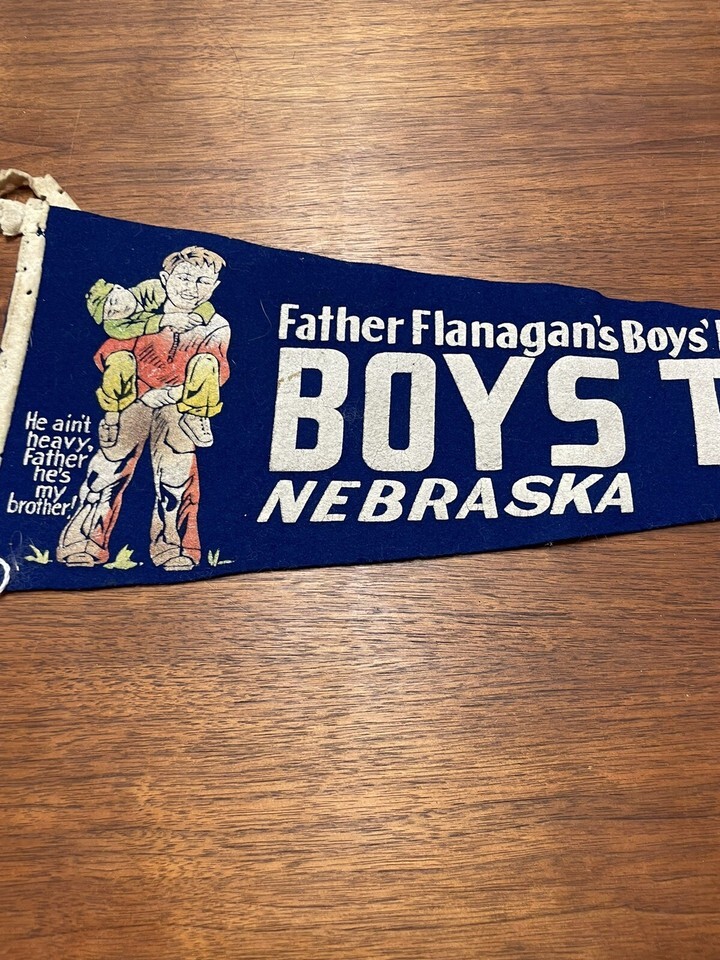 Father Flanagan's Boys'
BOYS T
NEBRASKA
He ain't
heavy,
Father
he's
my
brother!